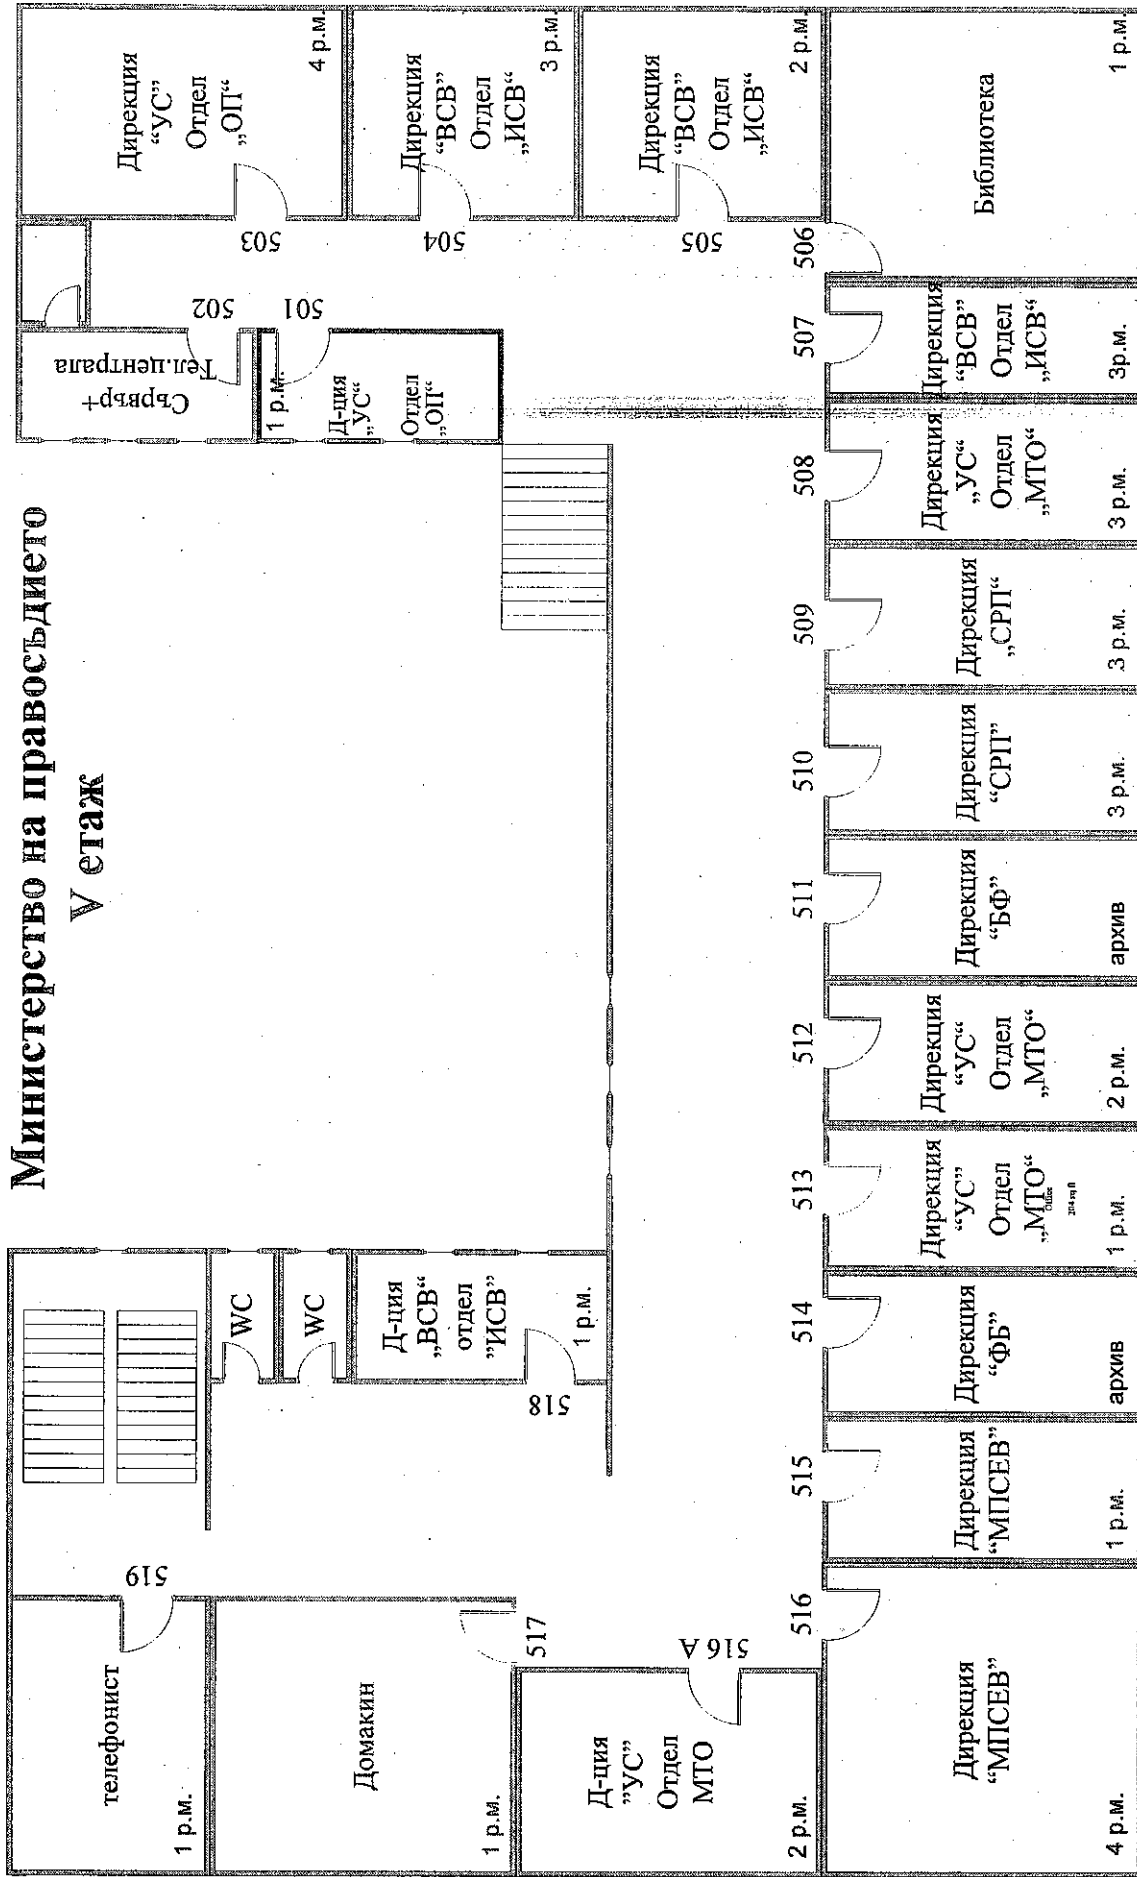 Министерство на правосъдието
V етаж
телефонист
1 р.м.
519
Домакин
1 р.м.
517
Д-ция
”УС”
Отдел
МТО
2 р.м.
516 А
Дирекция
“МПСЕВ”
4 р.м.
516
WC
WC
Д-ция
„ВСВ“
отдел
”ИСВ”
1 р.м.
518
515
Дирекция
“МПСЕВ”
1 р.м.
514
Дирекция
“ФБ”
архив
513
Дирекция
“УС”
Отдел
„МТО“
Office
204 sq ft
1 р.м.
512
Дирекция
“УС“
Отдел
„МТО“
2 р.м.
511
Дирекция
“БФ”
архив
510
Дирекция
“СРП”
3 р.м.
509
Дирекция
„СРП“
3 р.м.
508
Дирекция
„УС“
Отдел
„МТО“
3 р.м.
507
Дирекция
“ВСВ”
Отдел
„ИСВ“
3р.м.
506
Библиотека
1 р.м.
Сървър+
Тел.централа
502
1 р.м.
Д-ция
„УС“
Отдел
„ОП“
501
Дирекция
“УС”
Отдел
„ОП“
4 р.м.
503
Дирекция
“ВСВ”
Отдел
„ИСВ“
3 р.м.
504
Дирекция
“ВСВ”
Отдел
„ИСВ“
2 р.м.
505